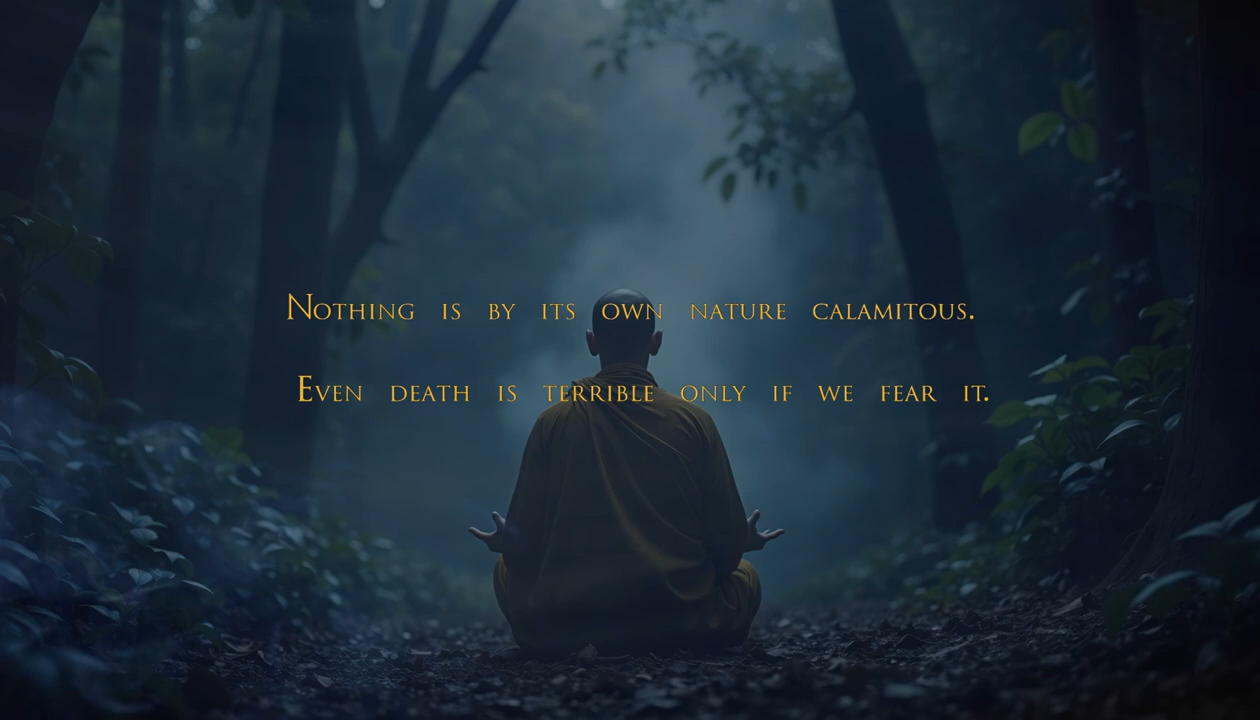 Nothing is by its own nature calamitous.
Even death is terrible only if we fear it.